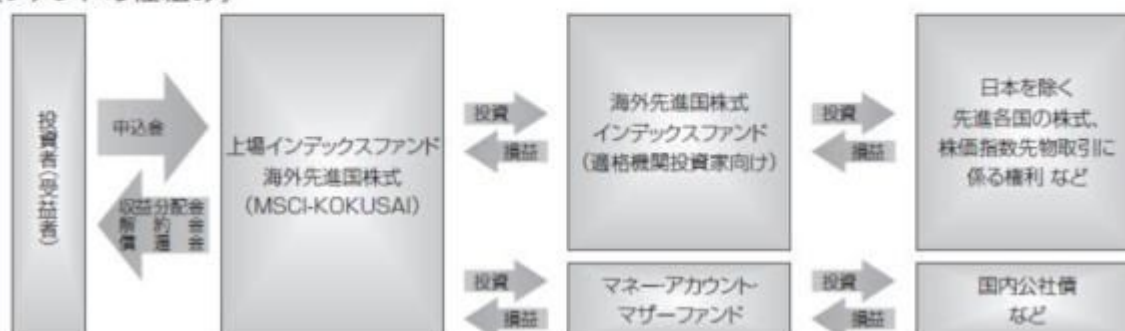 投資者(受益者)
申込金
収益分配金
解約金
償還金
上場インデックスファンド
海外先進国株式
(MSCI-KOKUSAI)
投資
損益
海外先進国株式
インデックスファンド
(適格機関投資家向け)
投資
損益
日本を除く
先進各国の株式、
株価指数先物取引に
係る権利 など
投資
損益
マネー・アカウント・
マザーファンド
投資
損益
国内公社債
など